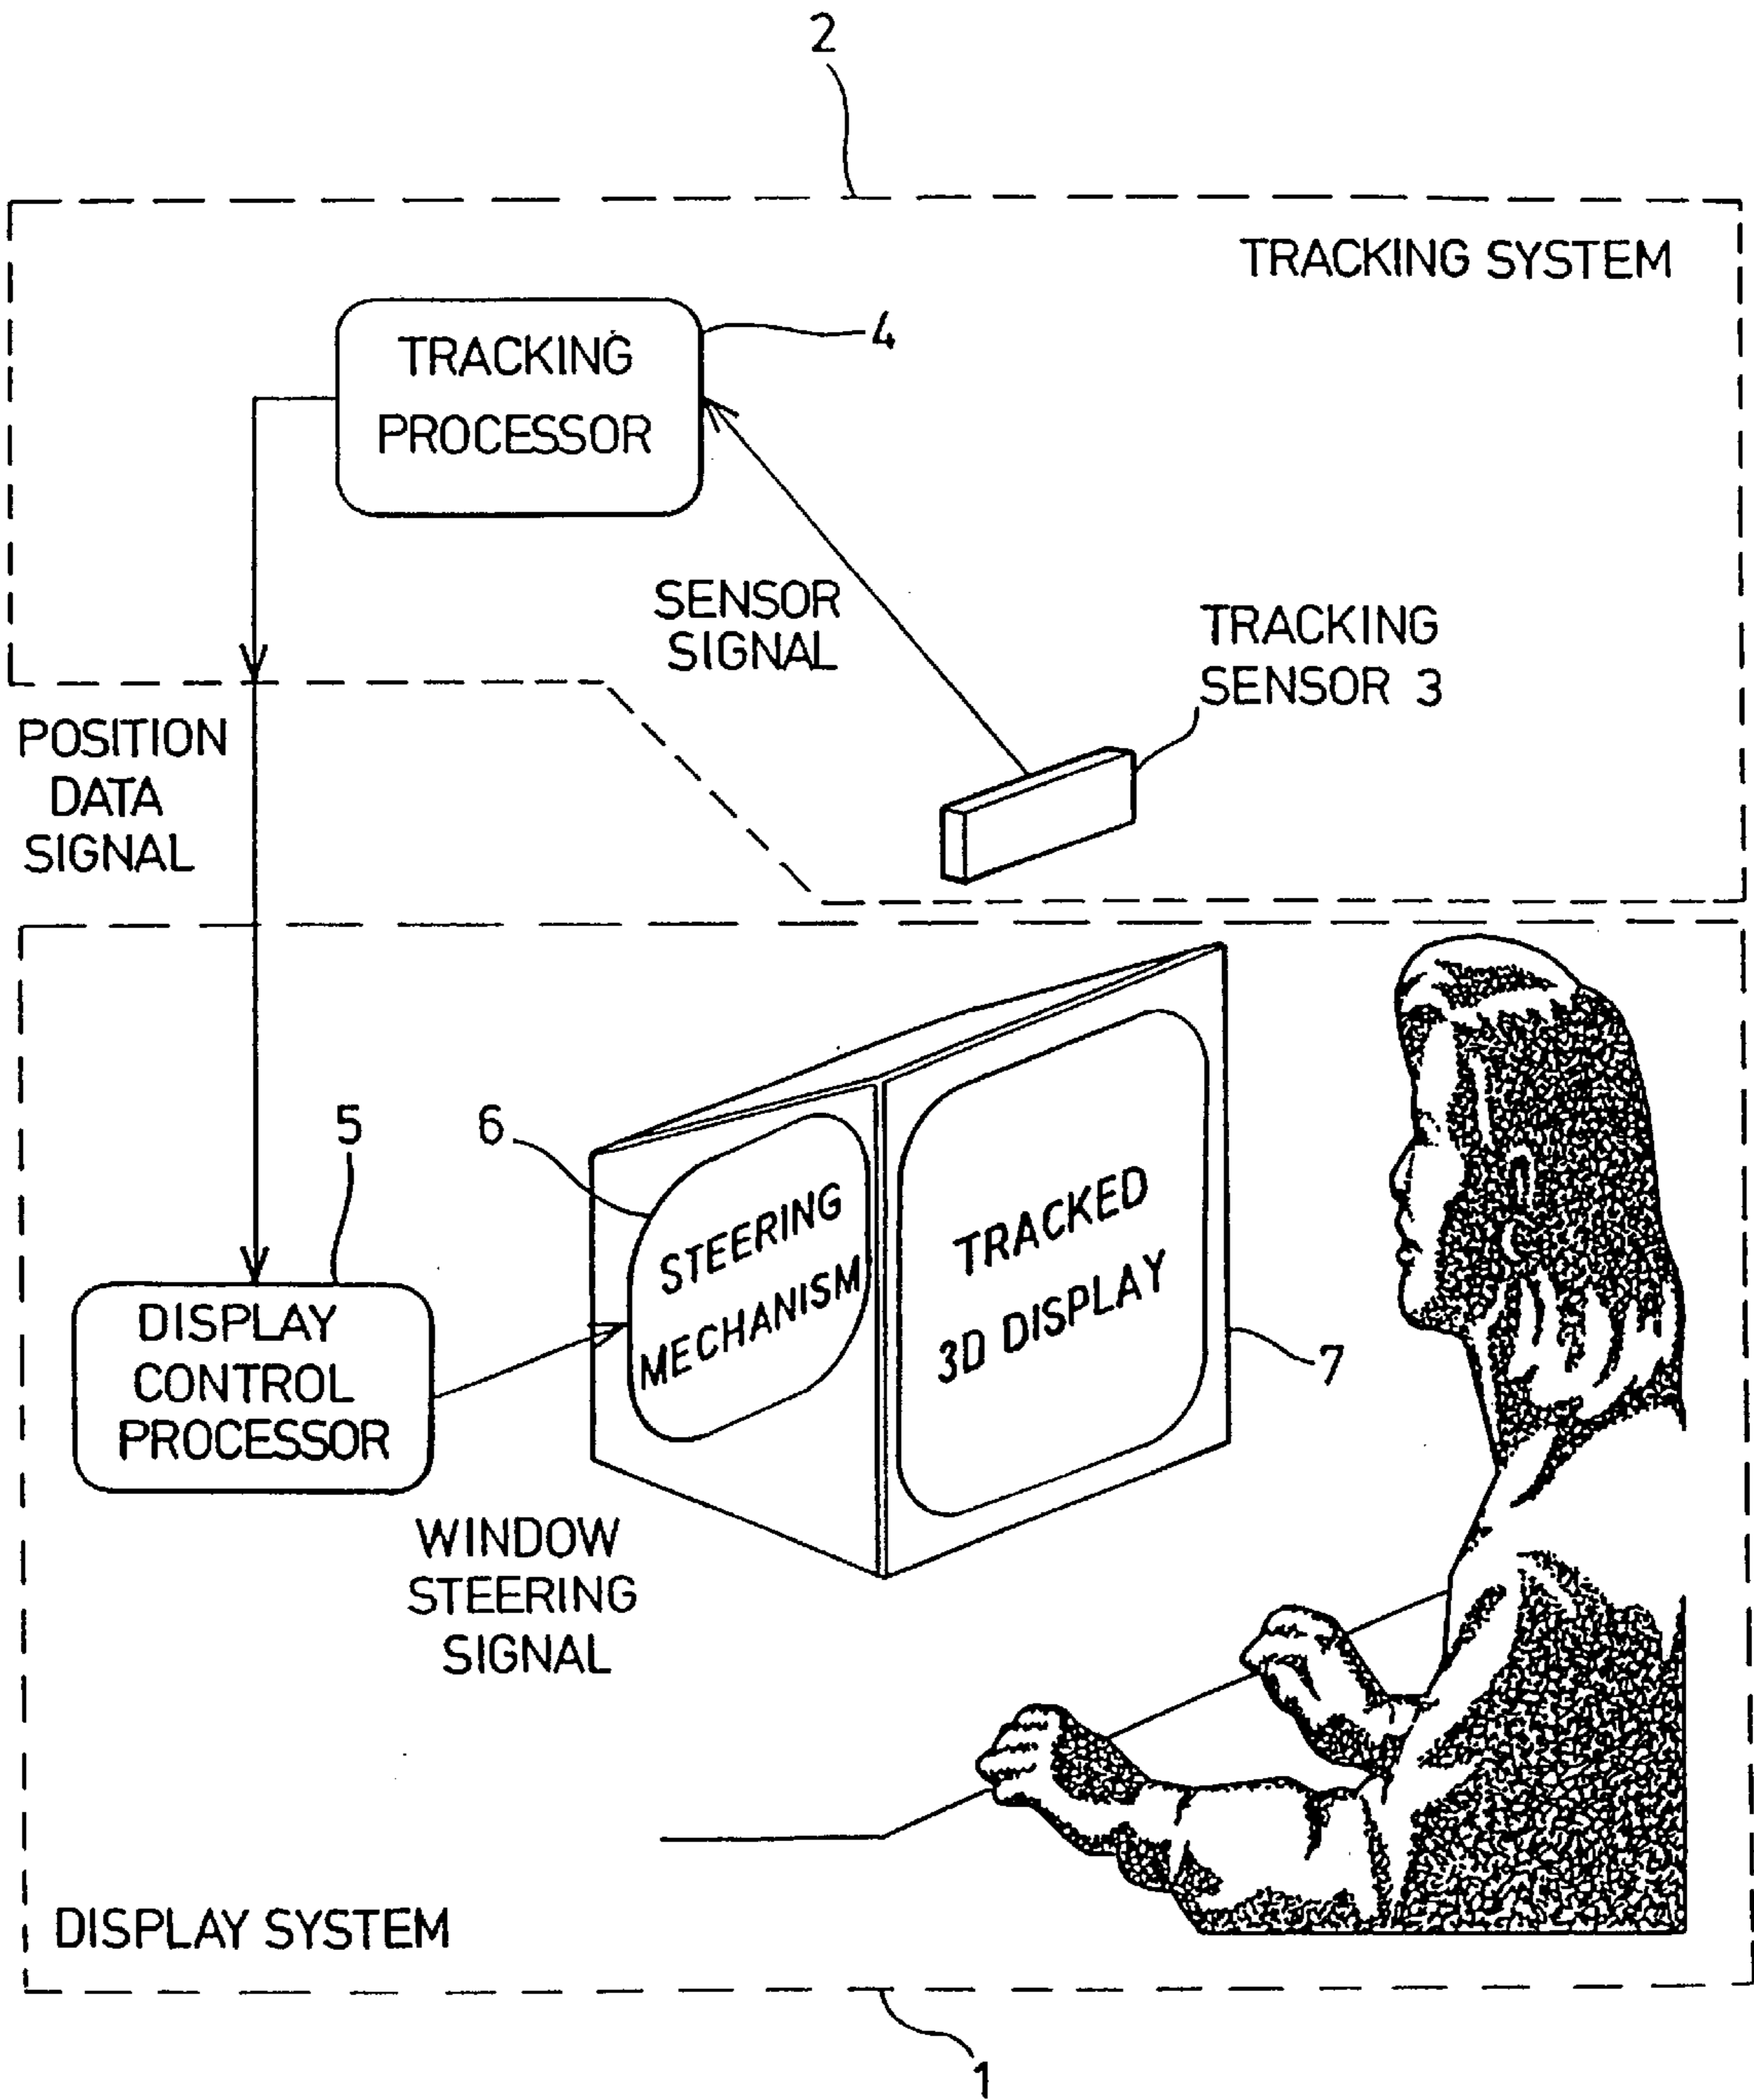 2
TRACKING SYSTEM
TRACKING
PROCESSOR
4
SENSOR
SIGNAL
TRACKING
SENSOR 3
POSITION
DATA
SIGNAL
5
DISPLAY
CONTROL
PROCESSOR
6
STEERING
MECHANISM
TRACKED
3D DISPLAY
7
WINDOW
STEERING
SIGNAL
DISPLAY SYSTEM
1